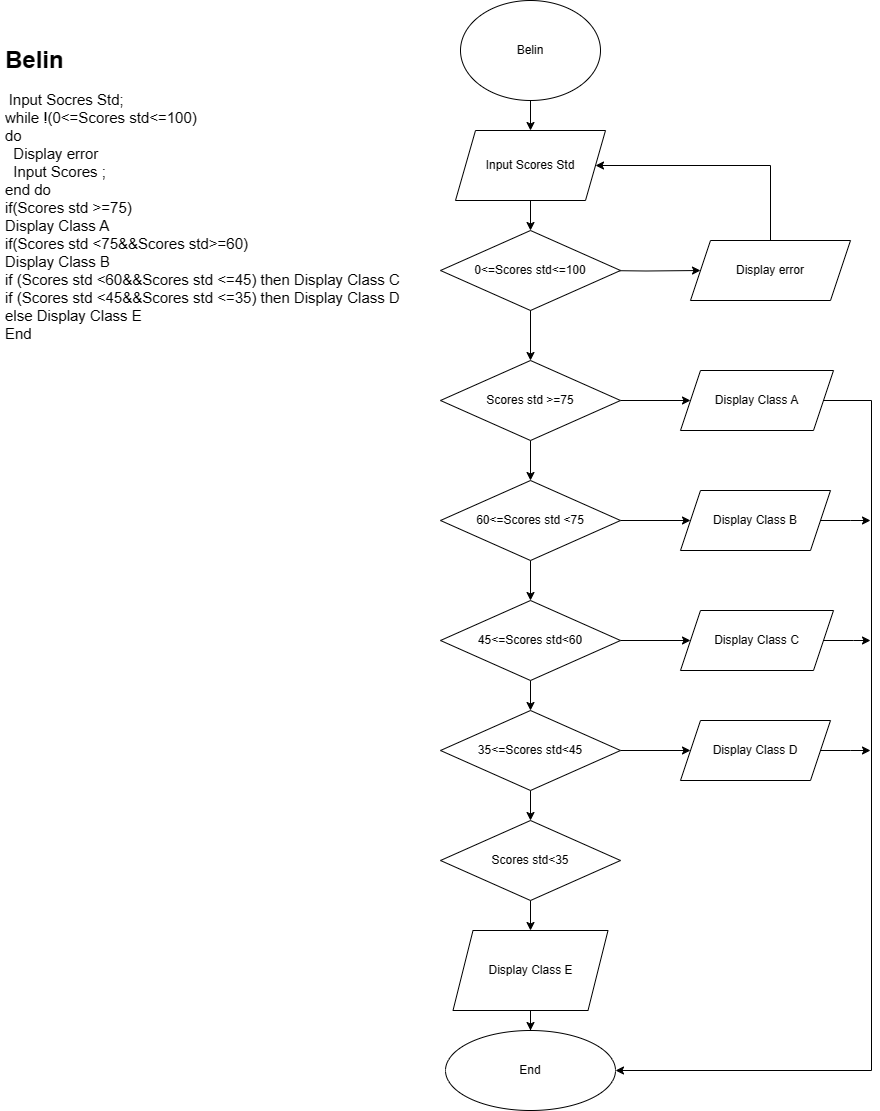 Belin
Input Socres Std;
while !(0<=Scores std<=100)
do
Display error
Input Scores ;
end do
if(Scores std >=75)
Display Class A
if(Scores std <75&&Scores std>=60)
Display Class B
if (Scores std <60&&Scores std <=45) then Display Class C
if (Scores std <45&&Scores std <=35) then Display Class D
else Display Class E
End
Belin
Input Scores Std
0<=Scores std<=100
Display error
Scores std >=75
Display Class A
60<=Scores std <75
Display Class B
45<=Scores std<60
Display Class C
35<=Scores std<45
Display Class D
Scores std<35
Display Class E
End